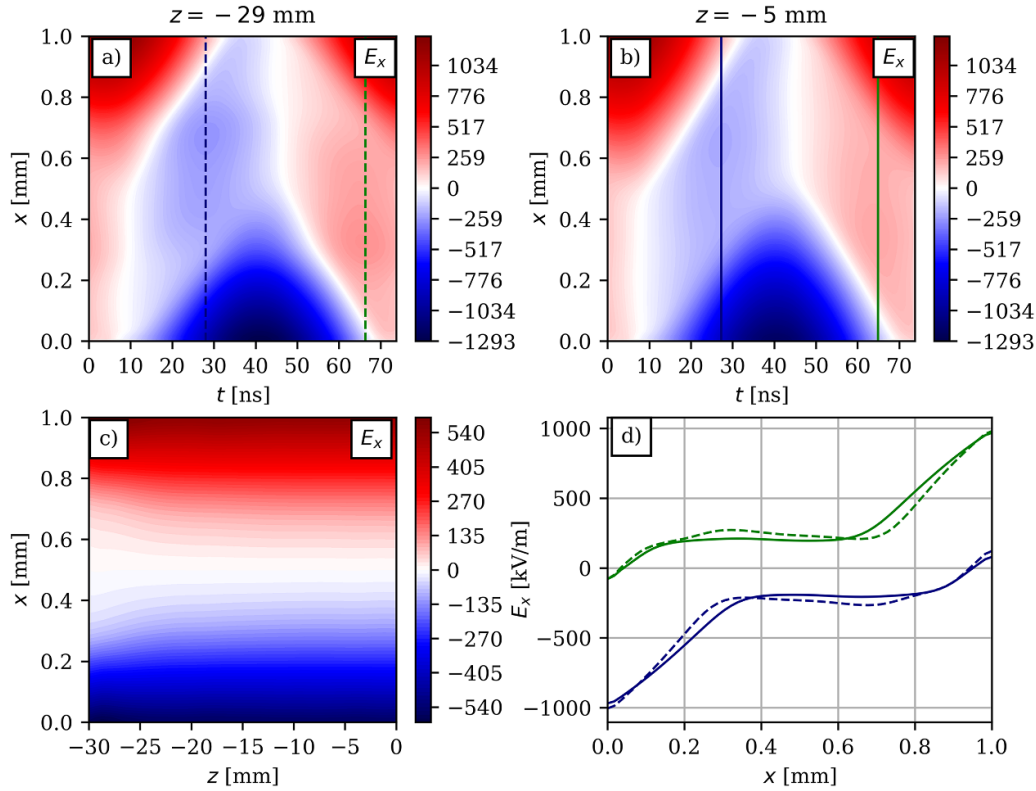 z = −29 mm
z = −5 mm
a)
E_x
b)
E_x
x [mm]
1.0
0.8
0.6
0.4
0.2
0.0
0 10 20 30 40 50 60 70
t [ns]
1034
776
517
259
0
−259
−517
−776
−1034
−1293
x [mm]
1.0
0.8
0.6
0.4
0.2
0.0
0 10 20 30 40 50 60 70
t [ns]
1034
776
517
259
0
−259
−517
−776
−1034
−1293
c)
E_x
x [mm]
1.0
0.8
0.6
0.4
0.2
0.0
−30 −25 −20 −15 −10 −5 0
z [mm]
540
405
270
135
0
−135
−270
−405
−540
d)
E_x [kV/m]
1000
500
0
−500
−1000
0.0 0.2 0.4 0.6 0.8 1.0
x [mm]